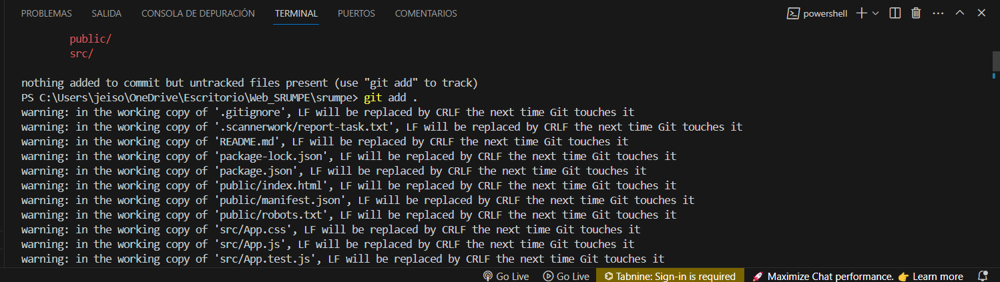 PROBLEMAS SALIDA CONSOLA DE DEPURACIÓN TERMINAL PUERTOS COMENTARIOS powershell
public/
src/
nothing added to commit but untracked files present (use "git add" to track)
PS C:\Users\jeiso\OneDrive\Escritorio\Web_SRUMPE\srumpe> git add .
warning: in the working copy of '.gitignore', LF will be replaced by CRLF the next time Git touches it
warning: in the working copy of '.scannerwork/report-task.txt', LF will be replaced by CRLF the next time Git touches it
warning: in the working copy of 'README.md', LF will be replaced by CRLF the next time Git touches it
warning: in the working copy of 'package-lock.json', LF will be replaced by CRLF the next time Git touches it
warning: in the working copy of 'package.json', LF will be replaced by CRLF the next time Git touches it
warning: in the working copy of 'public/index.html', LF will be replaced by CRLF the next time Git touches it
warning: in the working copy of 'public/manifest.json', LF will be replaced by CRLF the next time Git touches it
warning: in the working copy of 'public/robots.txt', LF will be replaced by CRLF the next time Git touches it
warning: in the working copy of 'src/App.css', LF will be replaced by CRLF the next time Git touches it
warning: in the working copy of 'src/App.js', LF will be replaced by CRLF the next time Git touches it
warning: in the working copy of 'src/App.test.js', LF will be replaced by CRLF the next time Git touches it
Go Live Go Live Tabnine: Sign-in is required 🚀 Maximize Chat performance. 👉 Learn more